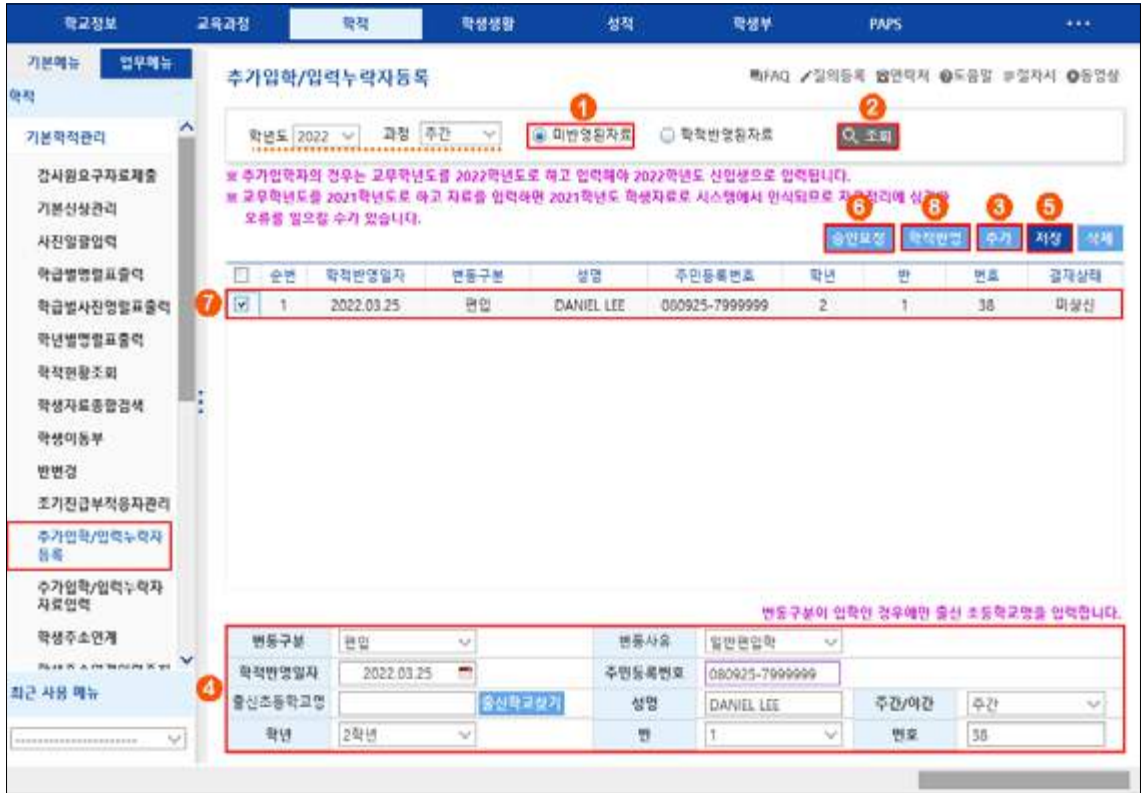 학교정보 교육과정 학적 학생생활 성적 학생부 PAPS •••
기본메뉴 업무메뉴
학적
추가입학/입력누락자등록
FAQ 질의등록 연락처 도움말 절차서 동영상
기본학적관리
감사원요구자료제출
기본신상관리
사진일괄입력
학급별명렬표출력
학급별사진명렬표출력
학년별명렬표출력
학적현황조회
학생자료종합검색
학생이동부
반변경
조기진급부적응자관리
추가입학/입력누락자
등록
추가입학/입력누락자
자료입력
학생주소연계
최근 사용 메뉴
1 2
학년도 2022 과정 주간 미반영된자료 학적반영된자료 조회
※ 추가입학자의 경우는 교무학년도를 2022학년도로 하고 입력해야 2022학년도 신입생으로 입력됩니다.
※ 교무학년도를 2021학년도로 하고 자료를 입력하면 2021학년도 학생자료로 시스템에서 인식되므로
오류를 일으킬 수가 있습니다.
6 8 3 5
승인요청 학적반영 추가 저장 삭제
순번 학적반영일자 변동구분 성명 주민등록번호 학년 반 번호 결재상태
7 1 2022.03.25 편입 DANIEL LEE 080925-7999999 2 1 38 미상신
변동구분이 입학인 경우에만 출신 초등학교명을 입력합니다.
변동구분 편입 변동사유 일반편입학
학적반영일자 2022.03.25 주민등록번호 080925-7999999
4 출신초등학교명 출신학교찾기 성명 DANIEL LEE 주간/야간 주간
학년 2학년 반 1 번호 38